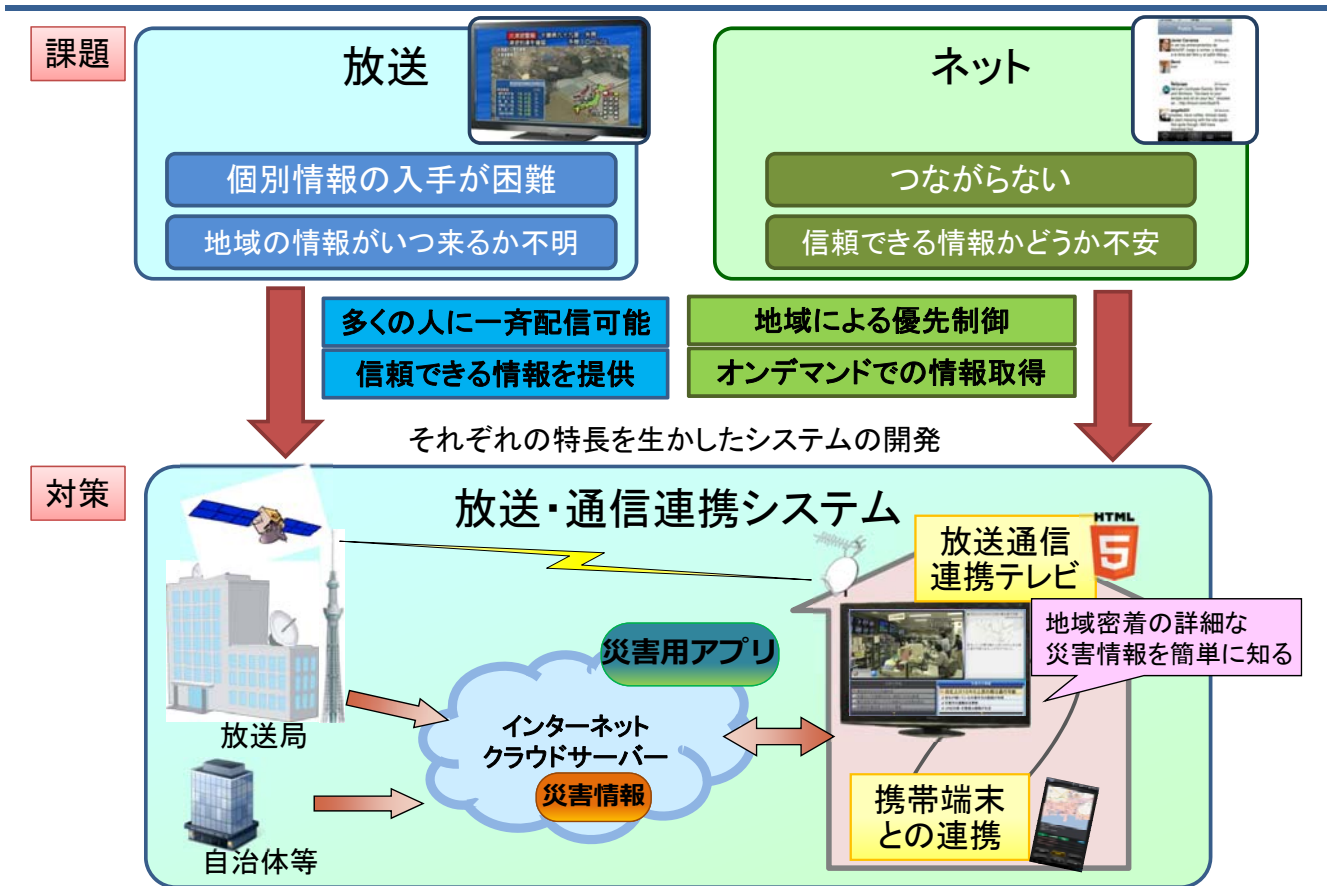 課題
放送
個別情報の入手が困難
地域の情報がいつ来るか不明
ネット
つながらない
信頼できる情報かどうか不安
多くの人に一斉配信可能
信頼できる情報を提供
地域による優先制御
オンデマンドでの情報取得
それぞれの特長を生かしたシステムの開発
対策
放送・通信連携システム
放送局
自治体等
災害用アプリ
インターネット
クラウドサーバー
災害情報
放送通信
連携テレビ
HTML
5
地域密着の詳細な
災害情報を簡単に知る
携帯端末
との連携